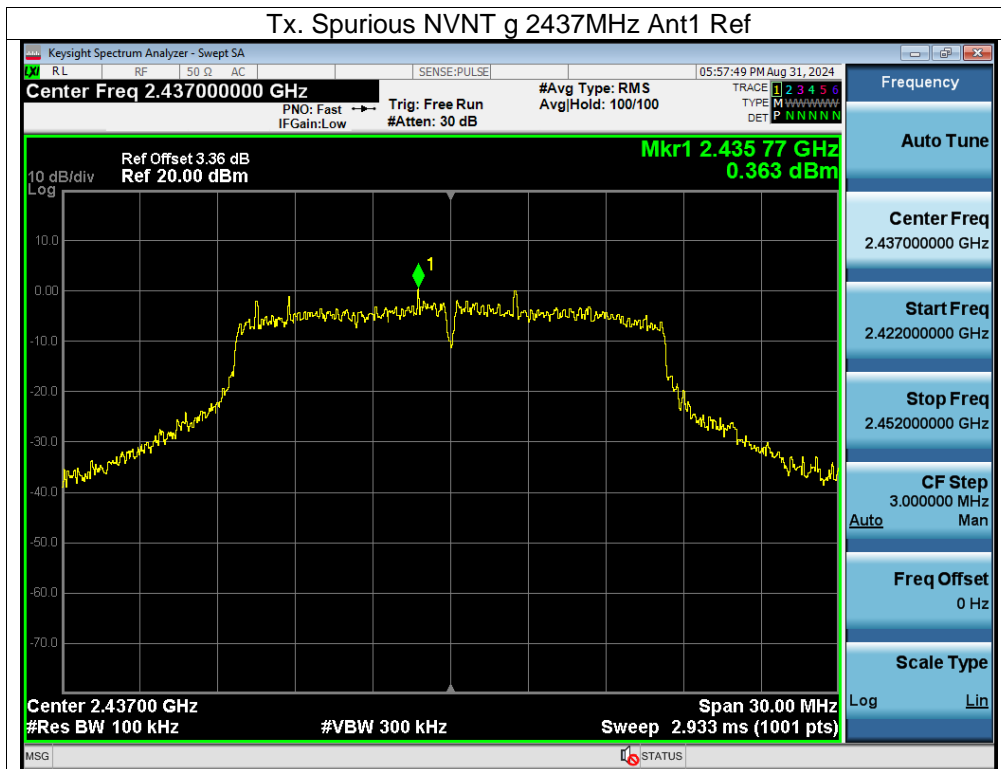 Tx. Spurious NVNT g 2437MHz Ant1 Ref
Keysight Spectrum Analyzer - Swept SA
LXI RL RF 50 Ω AC SENSE:PULSE 05:57:49 PM Aug 31, 2024
Center Freq 2.437000000 GHz
PNO: Fast
IFGain:Low
Trig: Free Run
#Atten: 30 dB
#Avg Type: RMS
Avg|Hold: 100/100
TRACE 1 2 3 4 5 6
TYPE M WWWWW
DET P N N N N N
Mkr1 2.435 77 GHz
0.363 dBm
Ref Offset 3.36 dB
Ref 20.00 dBm
10 dB/div
Log
10.0
0.00
-10.0
-20.0
-30.0
-40.0
-50.0
-60.0
-70.0
1
Center 2.43700 GHz
Span 30.00 MHz
#Res BW 100 kHz
#VBW 300 kHz
Sweep 2.933 ms (1001 pts)
MSG
STATUS
Frequency
Auto Tune
Center Freq
2.437000000 GHz
Start Freq
2.422000000 GHz
Stop Freq
2.452000000 GHz
CF Step
3.000000 MHz
Auto Man
Freq Offset
0 Hz
Scale Type
Log Lin